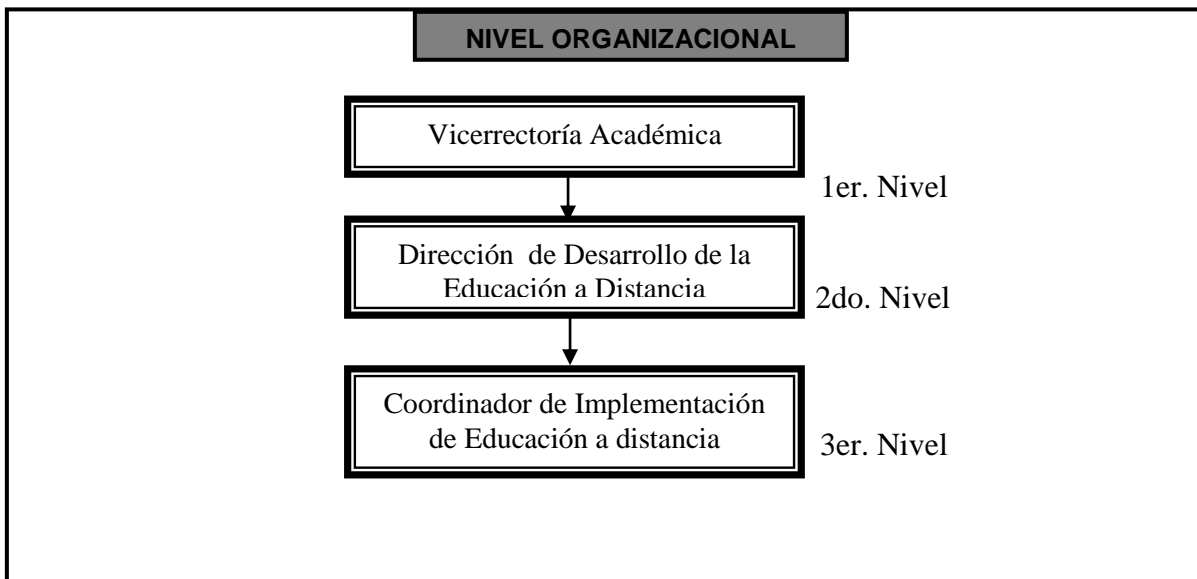 NIVEL ORGANIZACIONAL
Vicerrectoría Académica
1er. Nivel
Dirección de Desarrollo de la
Educación a Distancia
2do. Nivel
Coordinador de Implementación
de Educación a distancia
3er. Nivel